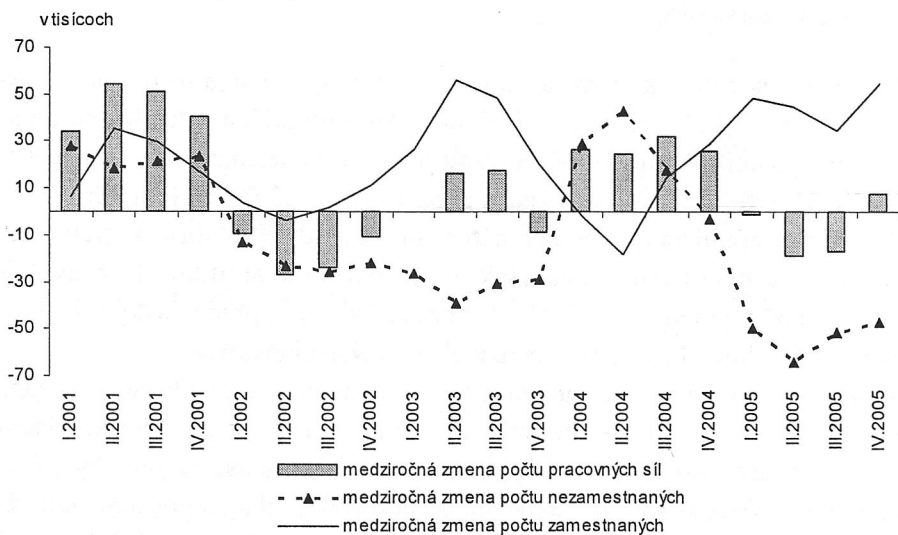 v tisícoch
70
50
30
10
-10
-30
-50
-70
I.2001
II.2001
III.2001
IV.2001
I.2002
II.2002
III.2002
IV.2002
I.2003
II.2003
III.2003
IV.2003
I.2004
II.2004
III.2004
IV.2004
I.2005
II.2005
III.2005
IV.2005
medziročná zmena počtu pracovných síl
medziročná zmena počtu nezamestnaných
medziročná zmena počtu zamestnaných